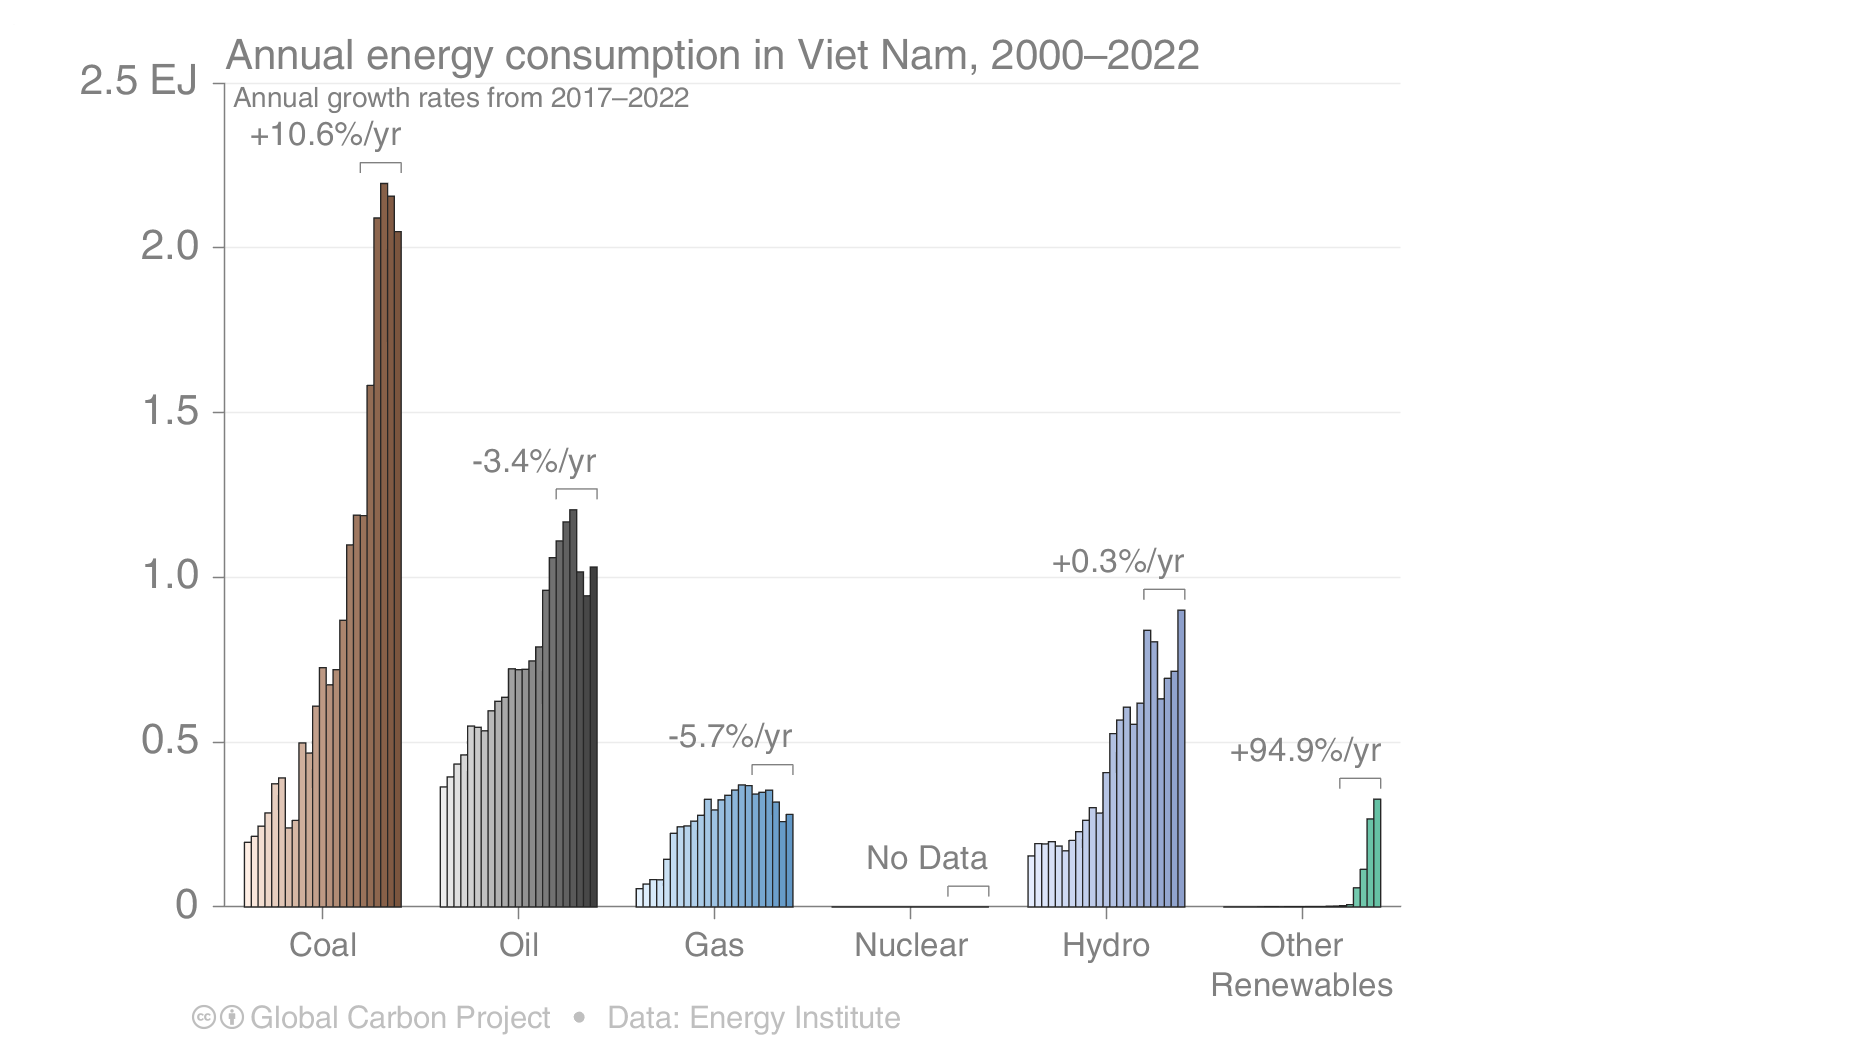 Annual energy consumption in Viet Nam, 2000–2022
2.5 EJ
Annual growth rates from 2017–2022
+10.6%/yr
2.0
1.5
-3.4%/yr
1.0
+0.3%/yr
0.5
-5.7%/yr
+94.9%/yr
No Data
0
Coal
Oil
Gas
Nuclear
Hydro
Other
Renewables
cc Global Carbon Project • Data: Energy Institute